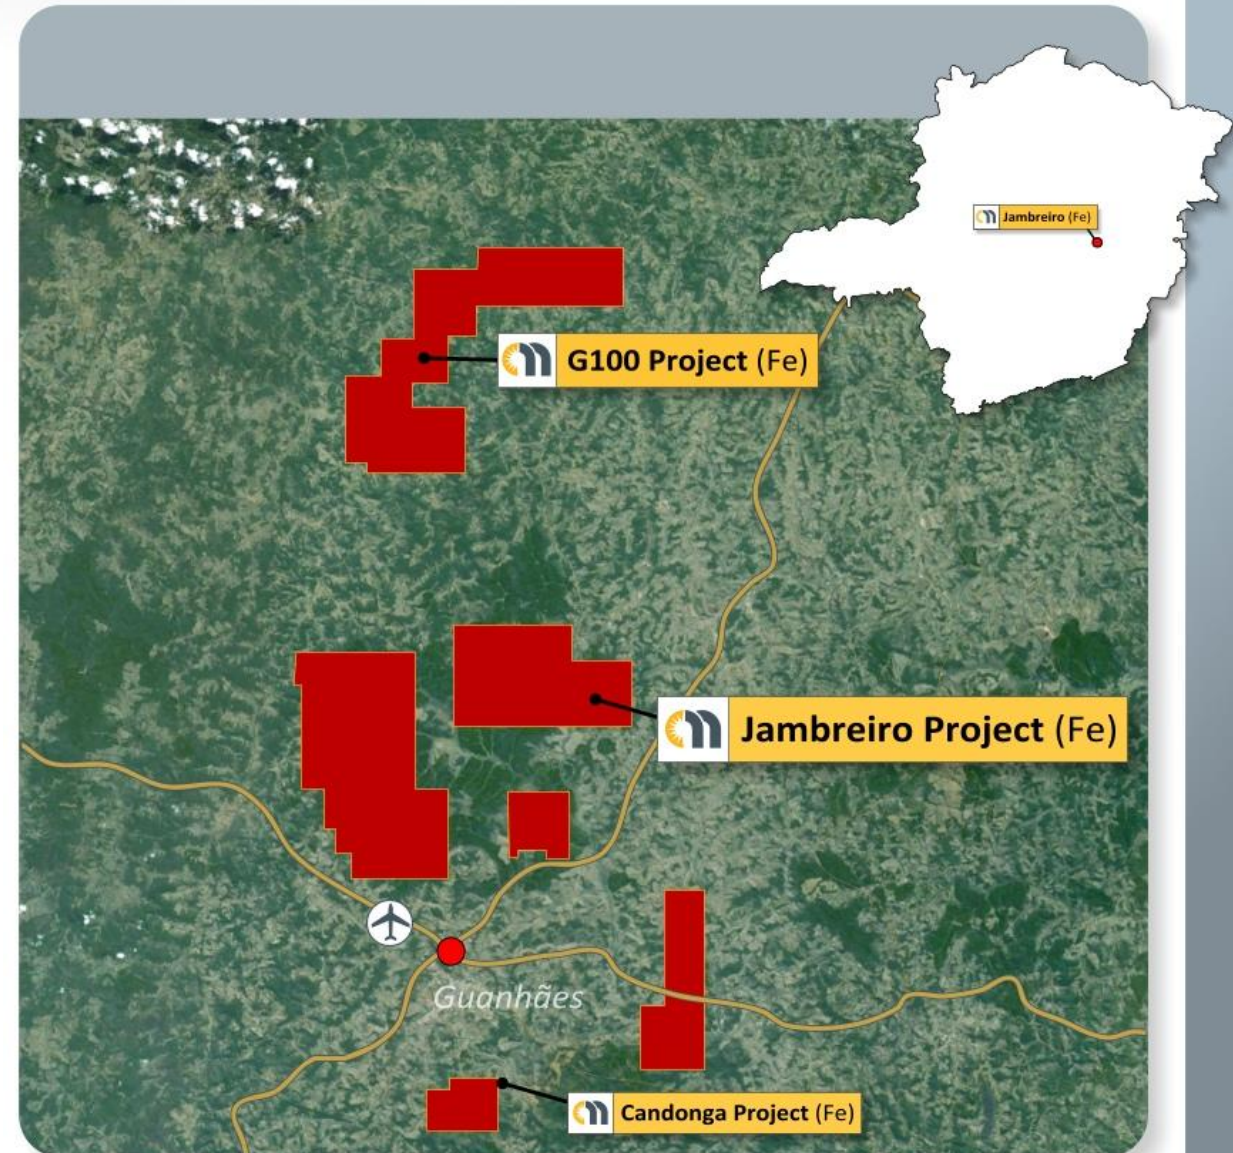 Jambreiro (Fe)
G100 Project (Fe)
Jambreiro Project (Fe)
Guanhães
Candonga Project (Fe)